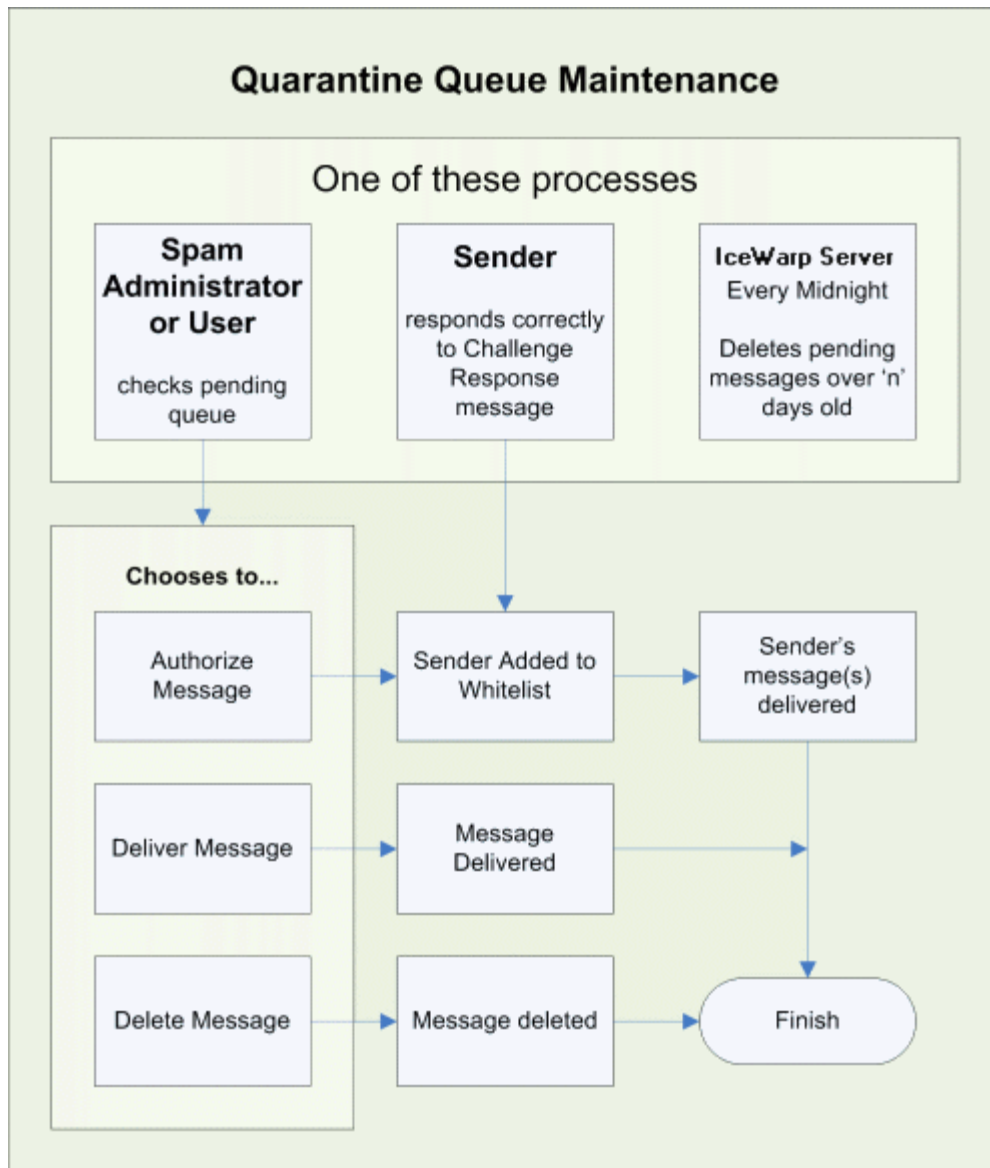 Quarantine Queue Maintenance
One of these processes
Spam
Administrator
or User
checks pending
queue
Sender
responds correctly
to Challenge
Response
message
IceWarp Server
Every Midnight
Deletes pending
messages over ‘n’
days old
Chooses to...
Authorize
Message
Sender Added to
Whitelist
Sender’s
message(s)
delivered
Deliver Message
Message
Delivered
Delete Message
Message deleted
Finish